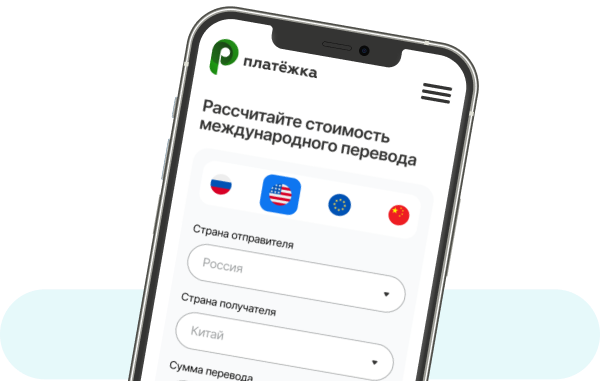 платёжка
Рассчитайте стоимость
международного перевода
Страна отправителя
Россия
Страна получателя
Китай
Сумма перевода